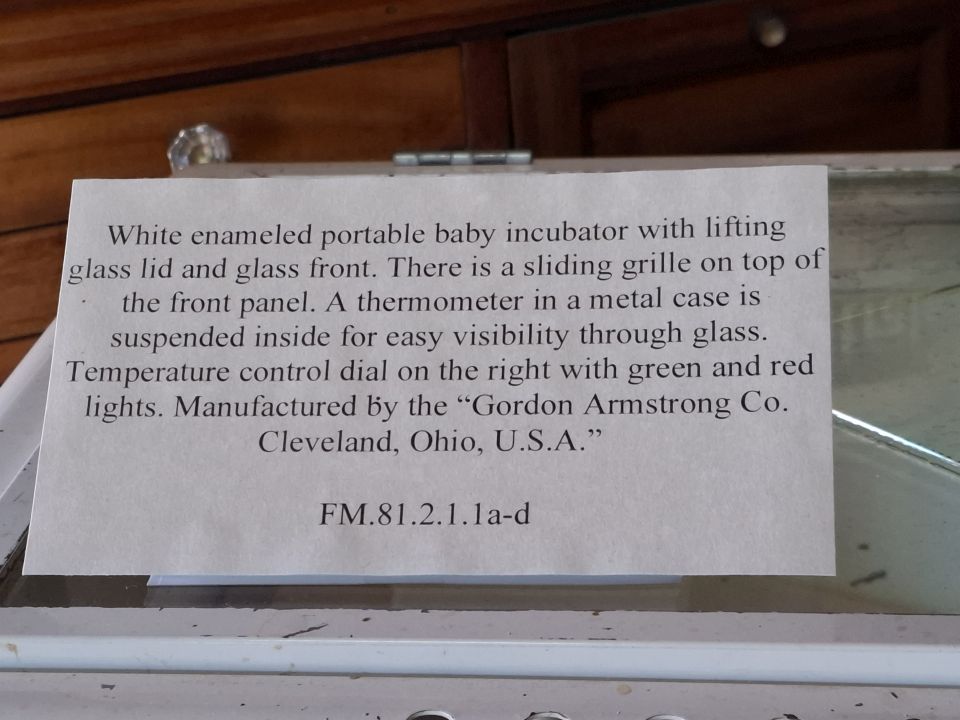 White enameled portable baby incubator with lifting
glass lid and glass front. There is a sliding grille on top of
the front panel. A thermometer in a metal case is
suspended inside for easy visibility through glass.
Temperature control dial on the right with green and red
lights. Manufactured by the “Gordon Armstrong Co.
Cleveland, Ohio, U.S.A.”
FM.81.2.1.1a-d